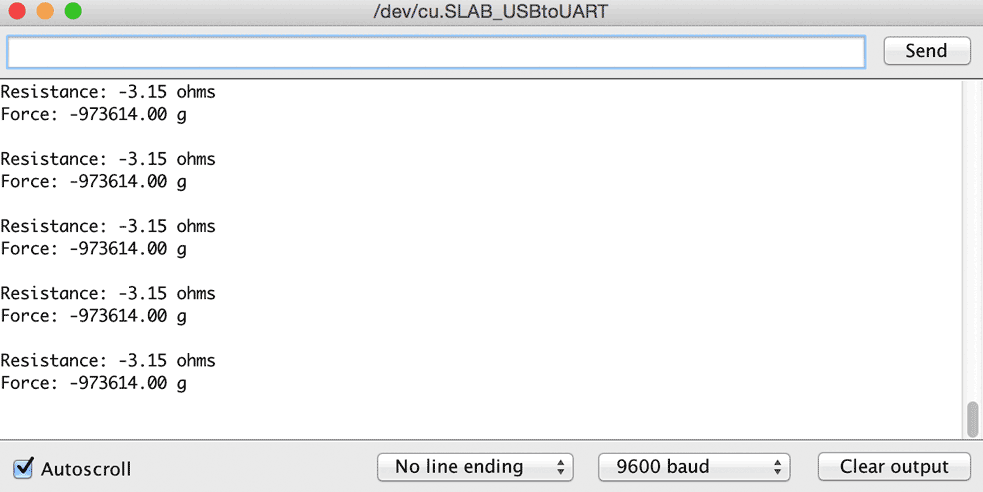 /dev/cu.SLAB_USBtoUART
Send
Resistance: -3.15 ohms
Force: -973614.00 g
Resistance: -3.15 ohms
Force: -973614.00 g
Resistance: -3.15 ohms
Force: -973614.00 g
Resistance: -3.15 ohms
Force: -973614.00 g
Resistance: -3.15 ohms
Force: -973614.00 g
Autoscroll
No line ending
9600 baud
Clear output